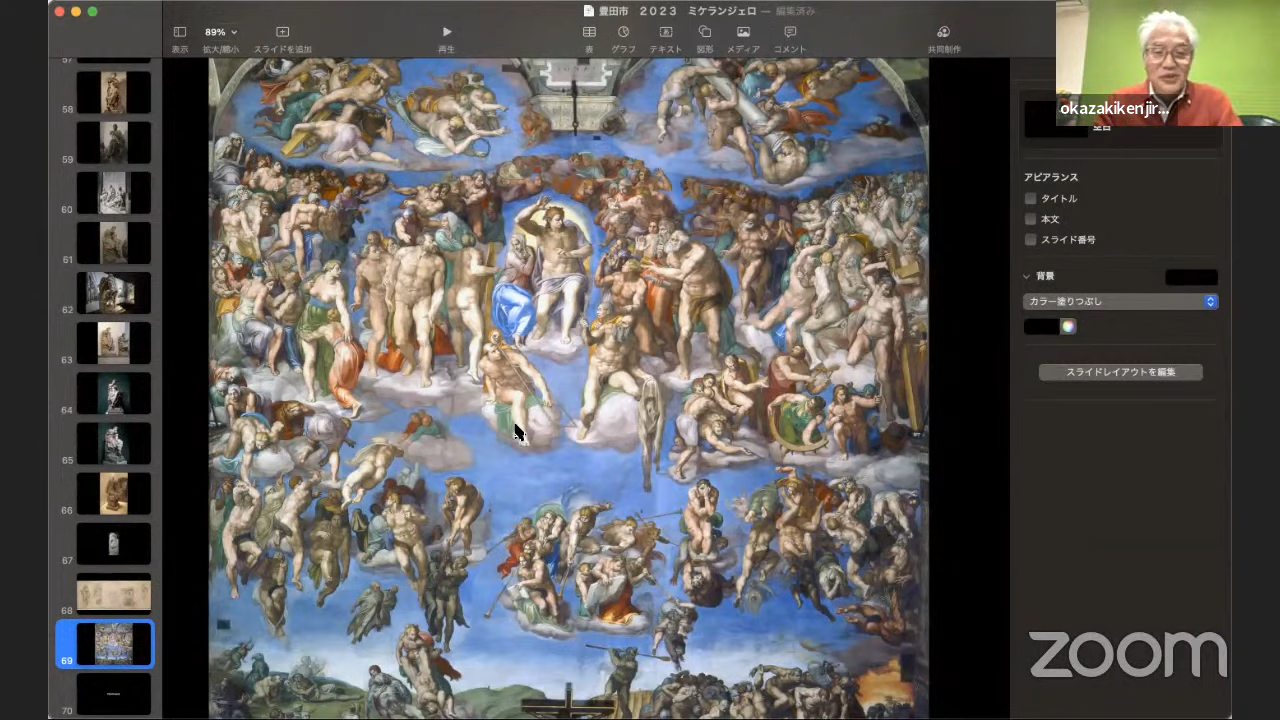 豊田市 2023 ミケランジェロ — 編集済み
89%
表示
拡大/縮小
スライドを追加
再生
表
グラフ
テキスト
図形
メディア
コメント
共同制作
okazakikenjir...
57
58
59
60
61
62
63
64
65
66
67
68
69
70
空白
アピアランス
タイトル
本文
スライド番号
背景
カラー塗りつぶし
スライドレイアウトを編集
zoom